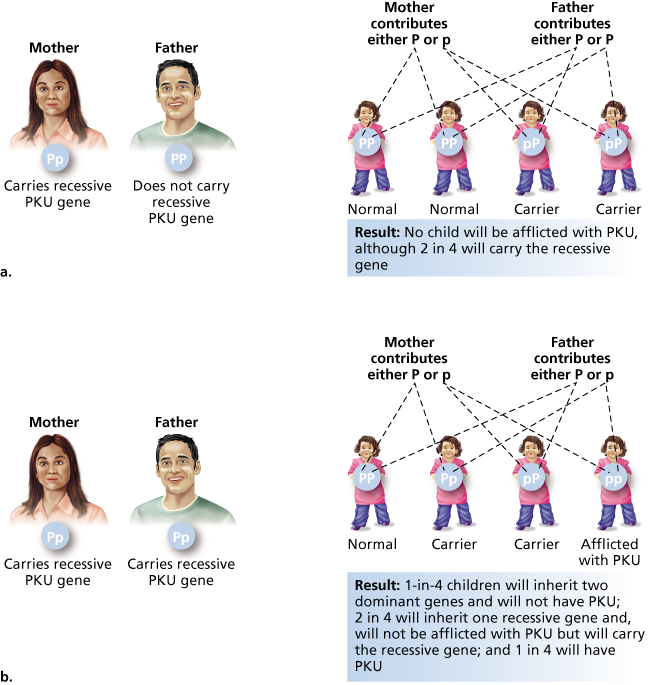 Mother
Father
Pp
PP
Carries recessive
PKU gene
Does not carry
recessive
PKU gene
a.
Mother
contributes
either P or p
Father
contributes
either P or P
PP
PP
pP
pP
Normal
Normal
Carrier
Carrier
Result: No child will be afflicted with PKU,
although 2 in 4 will carry the recessive
gene
Mother
Father
Pp
Pp
Carries recessive
PKU gene
Carries recessive
PKU gene
b.
Mother
contributes
either P or p
Father
contributes
either P or p
PP
Pp
pP
pp
Normal
Carrier
Carrier
Afflicted
with PKU
Result: 1-in-4 children will inherit two
dominant genes and will not have PKU;
2 in 4 will inherit one recessive gene and,
will not be afflicted with PKU but will carry
the recessive gene; and 1 in 4 will have
PKU